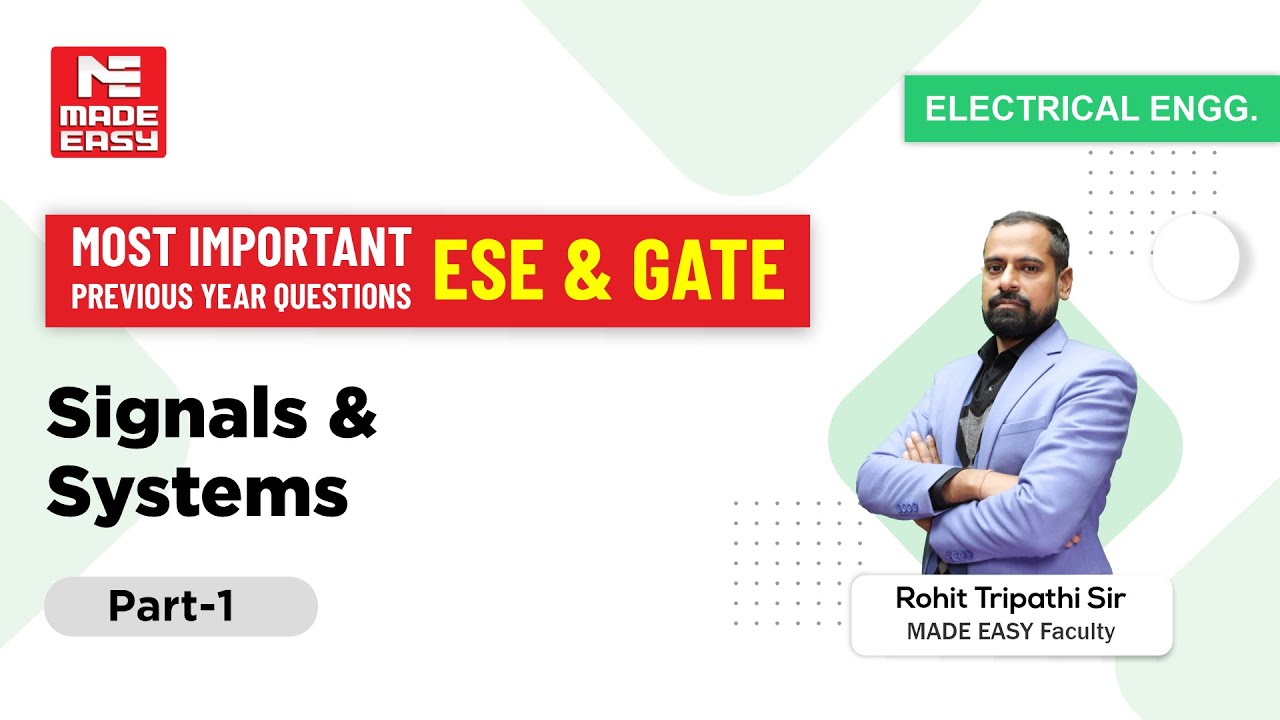 ME
MADE
EASY
ELECTRICAL ENGG.
MOST IMPORTANT
PREVIOUS YEAR QUESTIONS
ESE & GATE
Signals &
Systems
Part-1
Rohit Tripathi Sir
MADE EASY Faculty